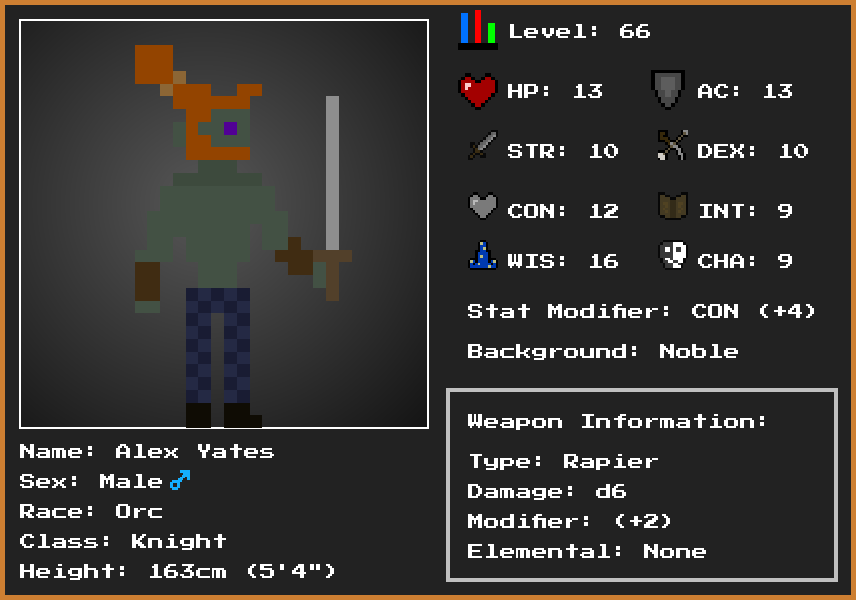 Level: 66
HP: 13
AC: 13
STR: 10
DEX: 10
CON: 12
INT: 9
WIS: 16
CHA: 9
Stat Modifier: CON (+4)
Background: Noble
Weapon Information:
Type: Rapier
Damage: d6
Modifier: (+2)
Elemental: None
Name: Alex Yates
Sex: Male ♂
Race: Orc
Class: Knight
Height: 163cm (5'4")